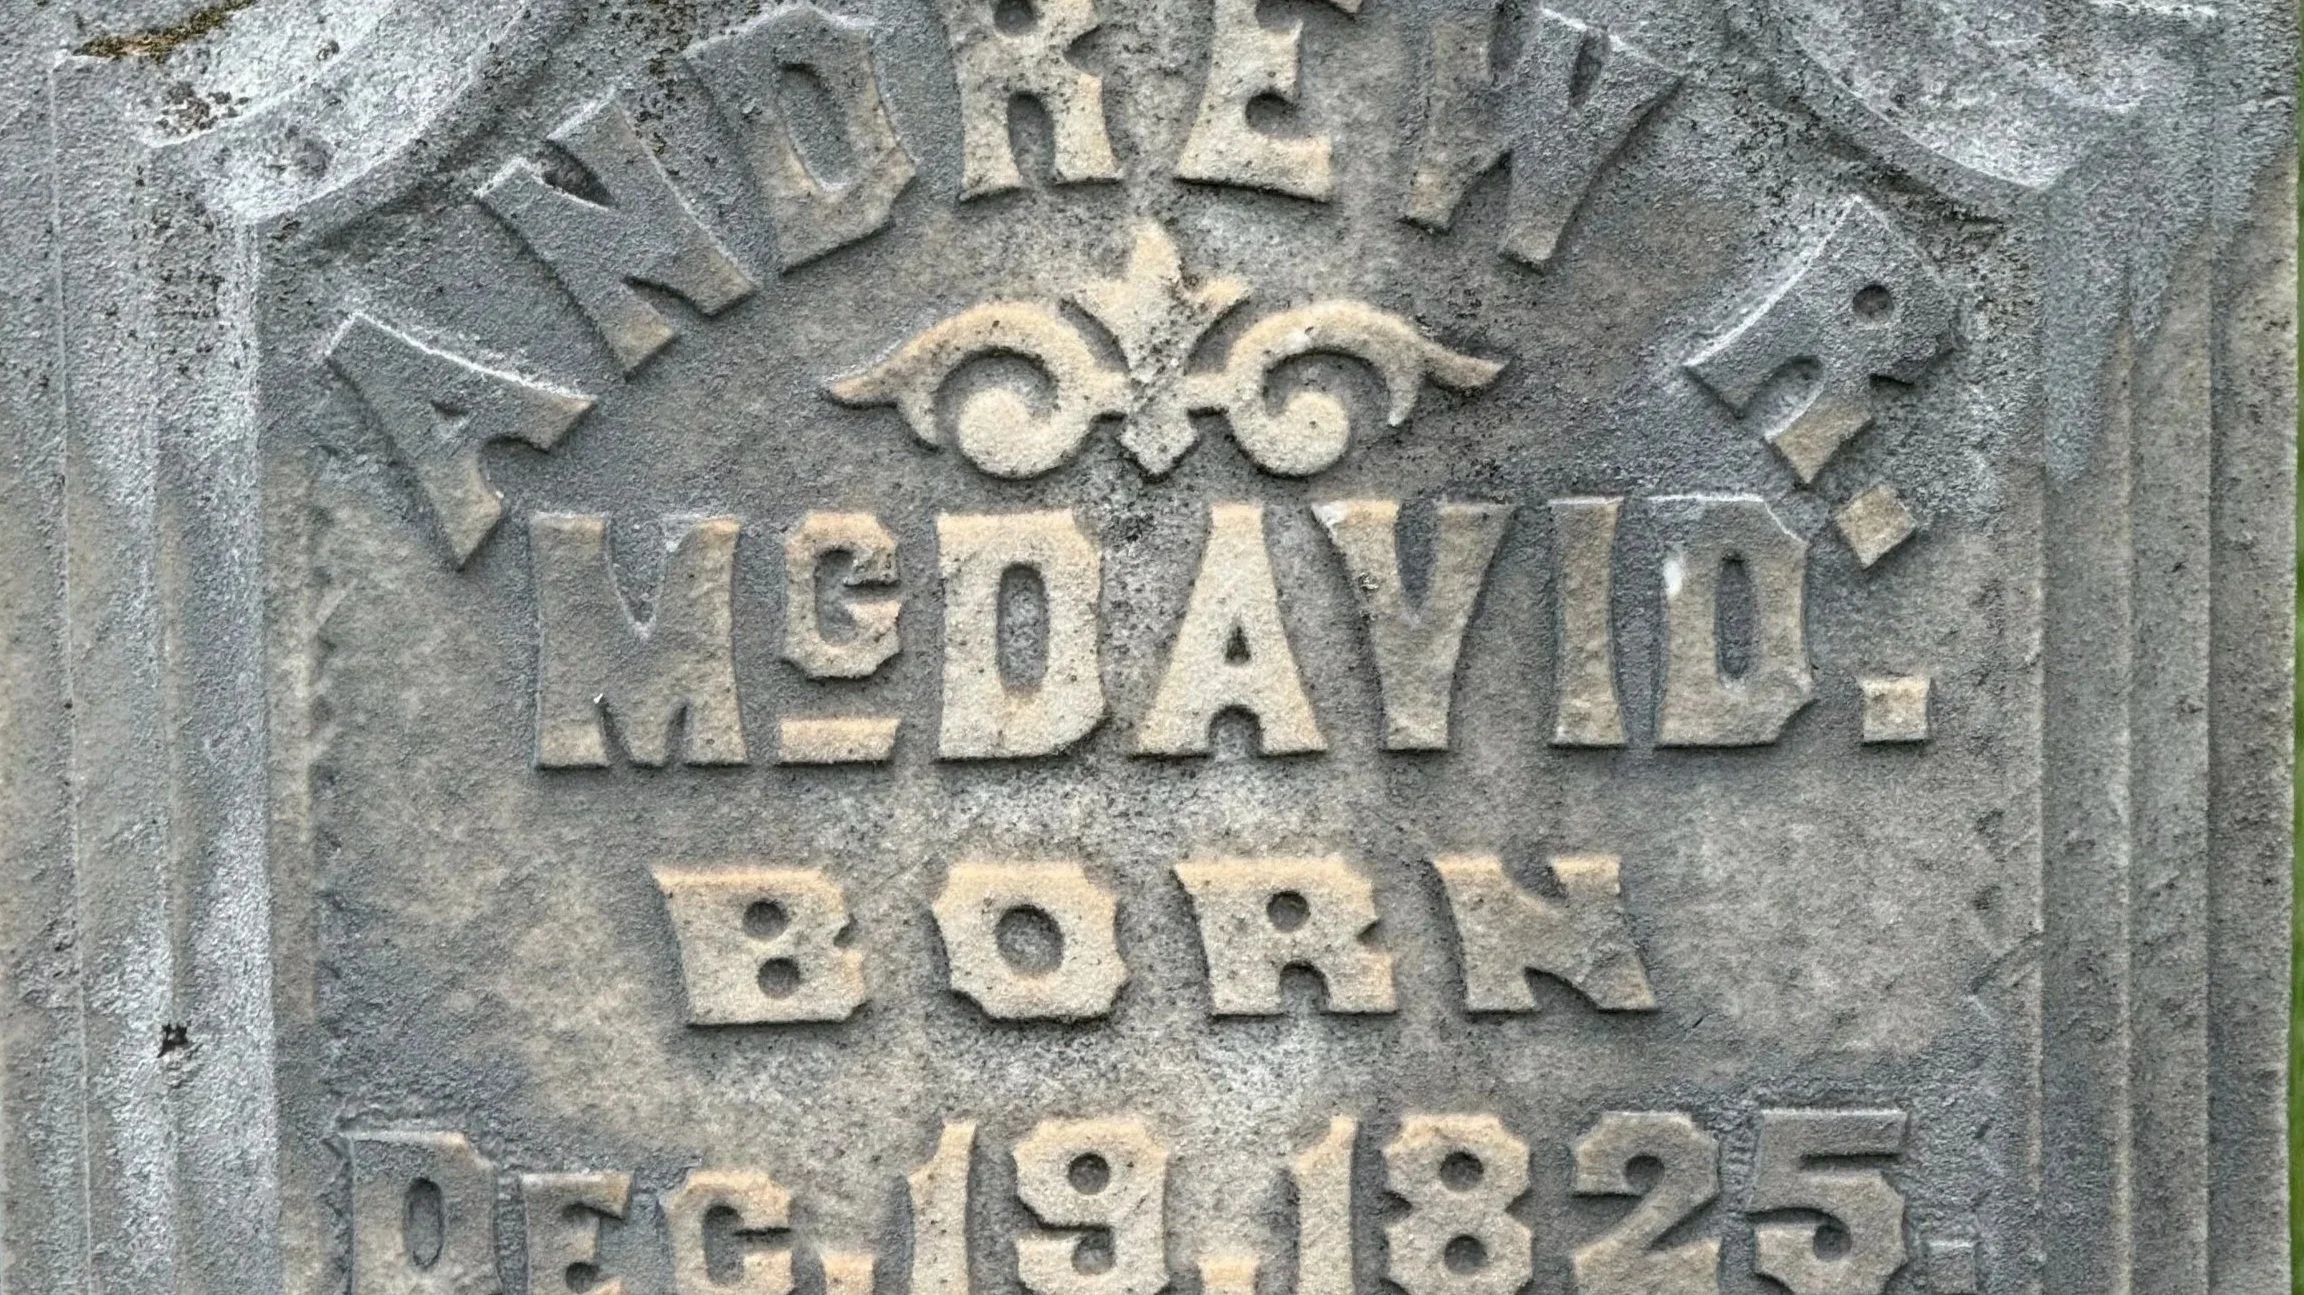 ANDREW R.
McDAVID.
BORN
DEC. 19. 1825.